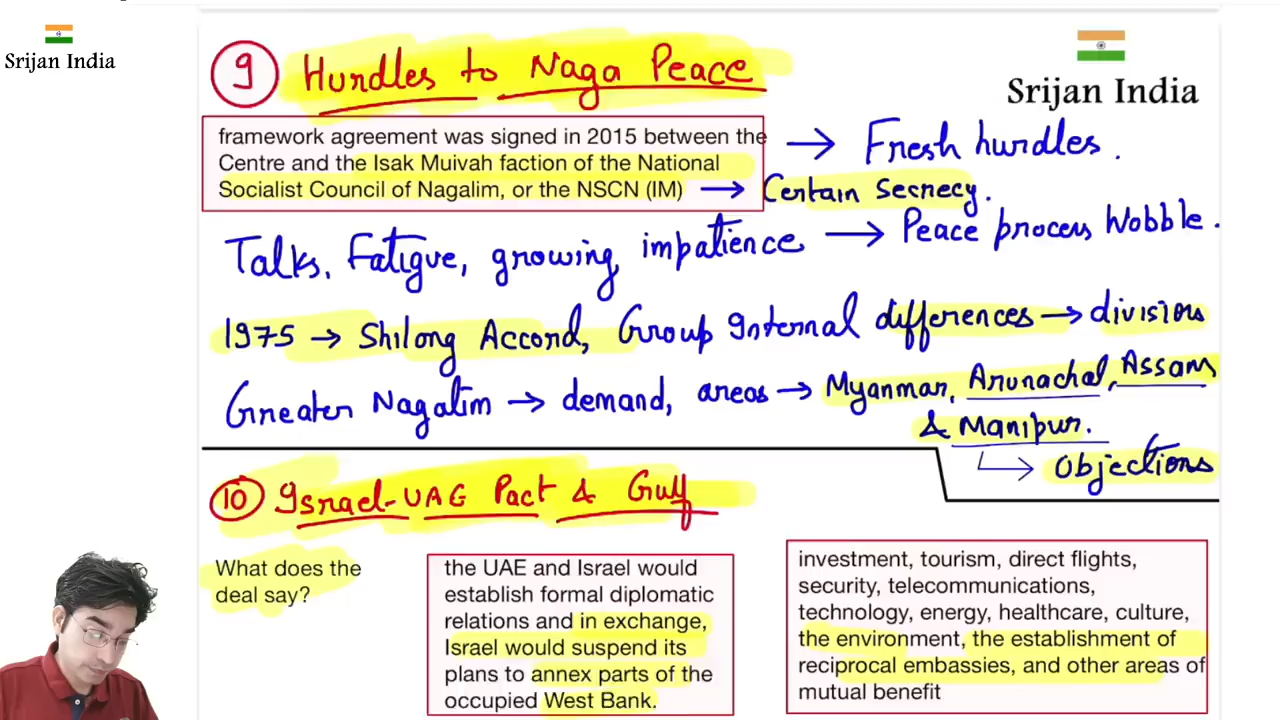 Srijan India
Srijan India
9 Hurdles to Naga Peace
framework agreement was signed in 2015 between the
Centre and the Isak Muivah faction of the National
Socialist Council of Nagalim, or the NSCN (IM)
→ Fresh hurdles.
→ Certain Secrecy.
Talks, Fatigue, growing impatience → Peace process Wobble.
1975 → Shilong Accord, Group Internal differences → divisions
Greater Nagalim → demand, areas → Myanmar, Arunachal, Assam
& Manipur.
→ Objections
10 Israel-UAE Pact & Gulf
What does the
deal say?
the UAE and Israel would
establish formal diplomatic
relations and in exchange,
Israel would suspend its
plans to annex parts of the
occupied West Bank.
investment, tourism, direct flights,
security, telecommunications,
technology, energy, healthcare, culture,
the environment, the establishment of
reciprocal embassies, and other areas of
mutual benefit